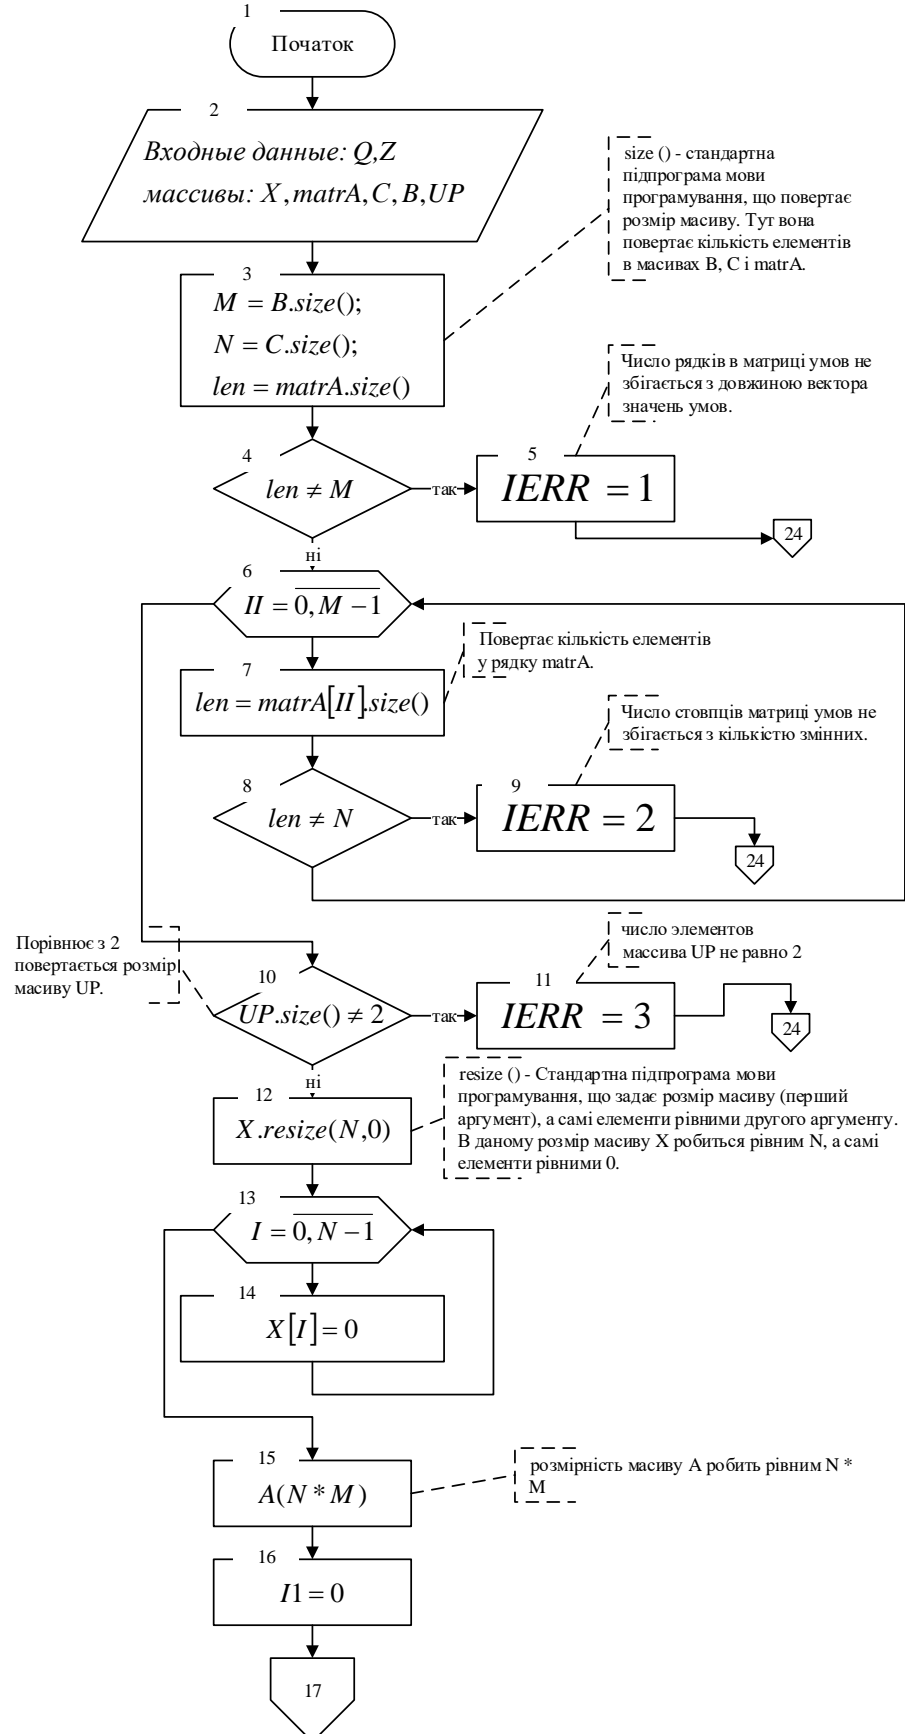 1
Початок
2
Входные данные: Q,Z
массивы: X,matrA,C,B,UP
size () - стандартна
підпрограма мови
програмування, що повертає
розмір масиву. Тут вона
повертає кількість елементів
в масивах B, C і matrA.
3
M = B.size();
N = C.size();
len = matrA.size()
Число рядків в матриці умов не
збігається з довжиною вектора
значень умов.
4
len ≠ M
так
5
IERR = 1
24
ні
6
II = 0, M −1
Повертає кількість елементів
у рядку matrA.
7
len = matrA[II].size()
Число стовпців матриці умов не
збігається з кількістю змінних.
8
len ≠ N
так
9
IERR = 2
24
Порівнює з 2
повертається розмір
масиву UP.
число элементов
массива UP не равно 2
10
UP.size() ≠ 2
так
11
IERR = 3
24
ні
resize () - Стандартна підпрограма мови
програмування, що задає розмір масиву (перший
аргумент), а самі елементи рівними другого аргументу.
В даному розмір масиву X робиться рівним N, а самі
елементи рівними 0.
12
X.resize(N,0)
13
I = 0, N −1
14
X[I] = 0
15
A(N * M)
розмірність масиву A робить рівним N *
M
16
I1 = 0
17